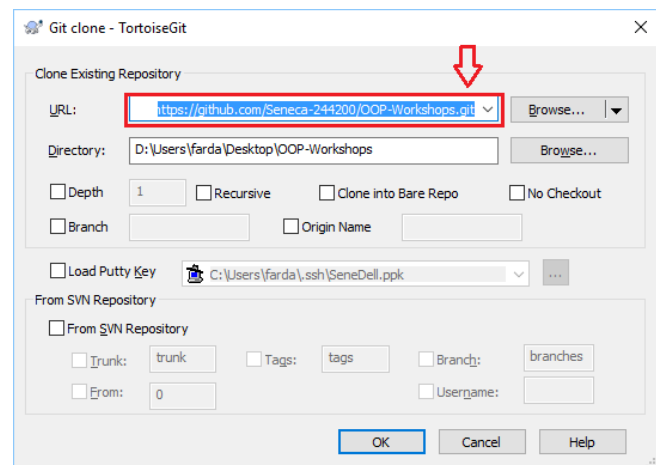 Git clone - TortoiseGit
Clone Existing Repository
URL: https://github.com/Seneca-244200/OOP-Workshops.git Browse...
Directory: D:\Users\farda\Desktop\OOP-Workshops Browse...
Depth 1 Recursive Clone into Bare Repo No Checkout
Branch Origin Name
Load Putty Key C:\Users\farda\.ssh\SeneDell.ppk ...
From SVN Repository
From SVN Repository
Trunk: trunk Tags: tags Branch: branches
From: 0 Username:
OK Cancel Help